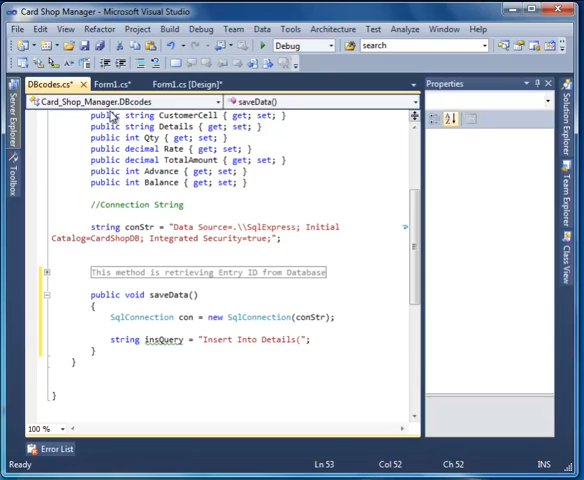 Card Shop Manager - Microsoft Visual Studio
File Edit View Refactor Project Build Debug Team Data Tools Architecture Test Analyze Window Help
Debug search
DBcodes.cs* Form1.cs* Form1.cs [Design]* Properties
Card_Shop_Manager.DBcodes saveData()
public string CustomerCell { get; set; }
public string Details { get; set; }
public int Qty { get; set; }
public decimal Rate { get; set; }
public decimal TotalAmount { get; set; }
public int Advance { get; set; }
public int Balance { get; set; }
//Connection String
string conStr = "Data Source=.\\SqlExpress; Initial
Catalog=CardShopDB; Integrated Security=true;";
This method is retrieving Entry ID from Database
public void saveData()
{
SqlConnection con = new SqlConnection(conStr);
string insQuery = "Insert Into Details(";
}
}
}
100 %
Error List
Ready Ln 53 Col 52 Ch 52 INS
Server Explorer
Toolbox
Solution Explorer
Team Explorer
Class View